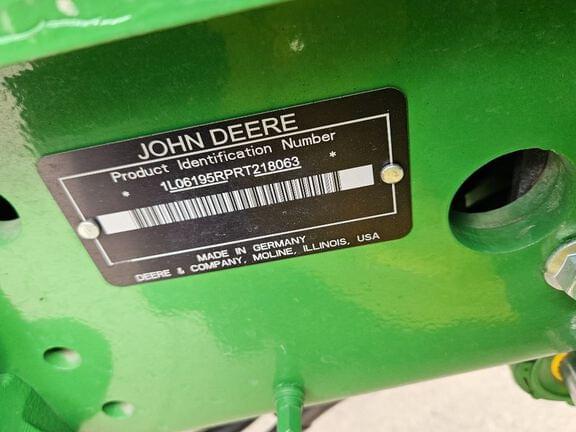 JOHN DEERE
Product Identification Number
* 1L06195RPRT218063 *
MADE IN GERMANY
DEERE & COMPANY, MOLINE, ILLINOIS, USA